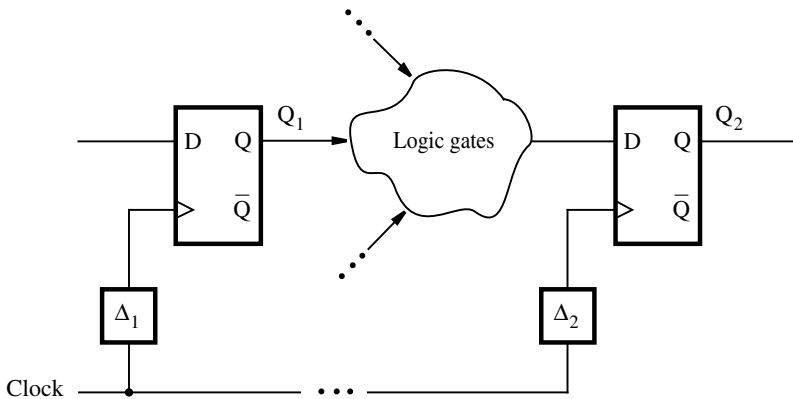 Q1
Q2
D Q
Q̅
Logic gates
D Q
Q̅
Δ1
Δ2
Clock